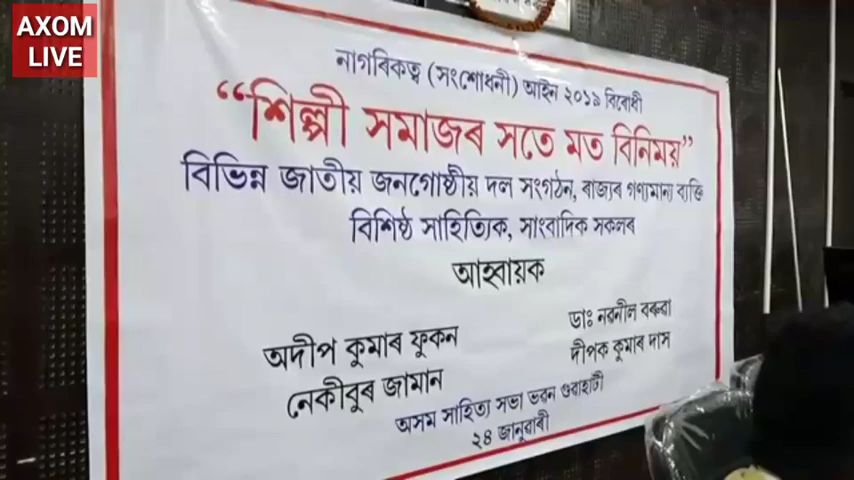 AXOM
LIVE
নাগৰিকত্ব (সংশোধনী) আইন ২০১৯ বিৰোধী
“শিল্পী সমাজৰ সতে মত বিনিময়”
বিভিন্ন জাতীয় জনগোষ্ঠীয় দল সংগঠন, ৰাজ্যৰ গণ্যমান্য ব্যক্তি
বিশিষ্ঠ সাহিত্যিক, সাংবাদিক সকলৰ
আহ্বায়ক
অদীপ কুমাৰ ফুকন
ডাঃ নৱনীল বৰুৱা
নেকীবুৰ জামান
দীপক কুমাৰ দাস
অসম সাহিত্য সভা ভৱন গুৱাহাটী
২৪ জানুৱাৰী